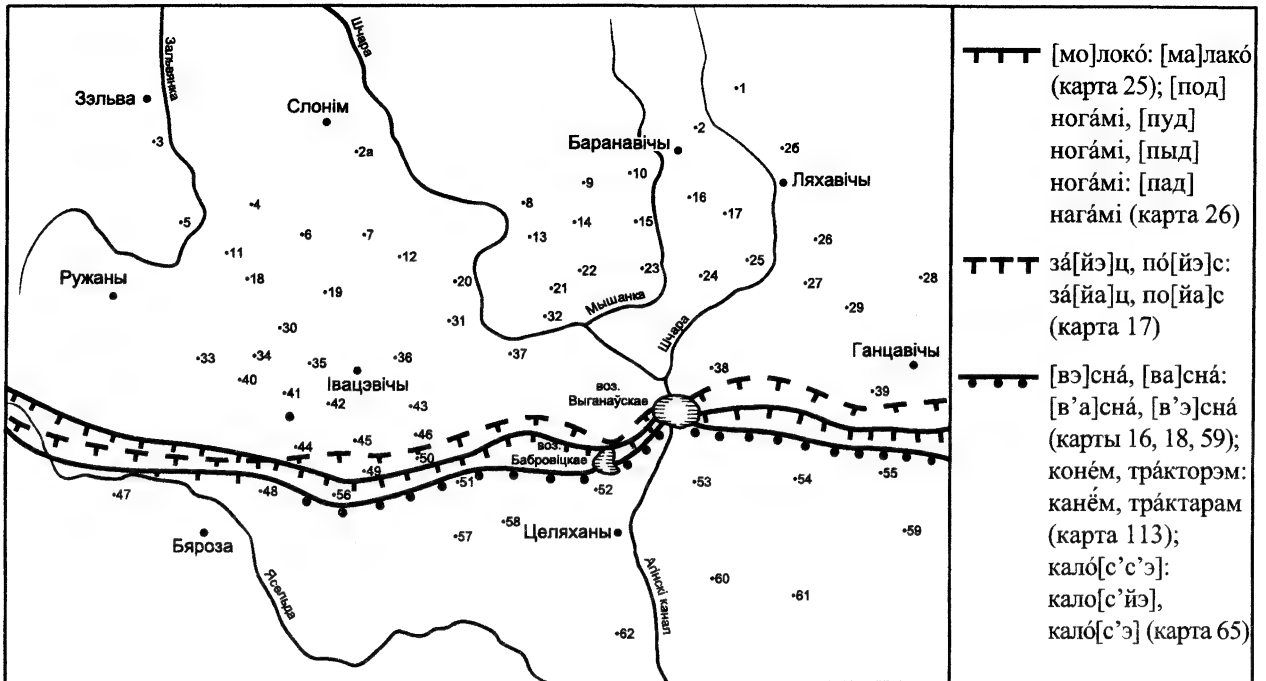 Зальвянка
Шчара
Зэльва
Слонім
Баранавічы
Ляхавічы
Ружаны
Мышанка
Шчара
Ганцавічы
Івацэвічы
воз.
Выганаўскае
воз.
Бабровіцкае
Бяроза
Целяханы
Ясельда
Агінскі канал
1
2
2а
2б
3
4
5
6
7
8
9
10
11
12
13
14
15
16
17
18
19
20
21
22
23
24
25
26
27
28
29
30
31
32
33
34
35
36
37
38
39
40
41
42
43
44
45
46
47
48
49
50
51
52
53
54
55
56
57
58
59
60
61
62
[мо]локó: [ма]лакó
(карта 25); [под]
ногáмі, [пуд]
ногáмі, [пыд]
ногáмі: [пад]
нагáмі (карта 26)
зá[йэ]ц, пó[йэ]с:
зá[йа]ц, по[йа]с
(карта 17)
[вэ]снá, [ва]снá:
[в’а]снá, [в’э]снá
(карты 16, 18, 59);
конéм, трáкторэм:
канём, трáктарам
(карта 113);
калó[с’с’э]:
кало[с’йэ],
калó[с’э] (карта 65)